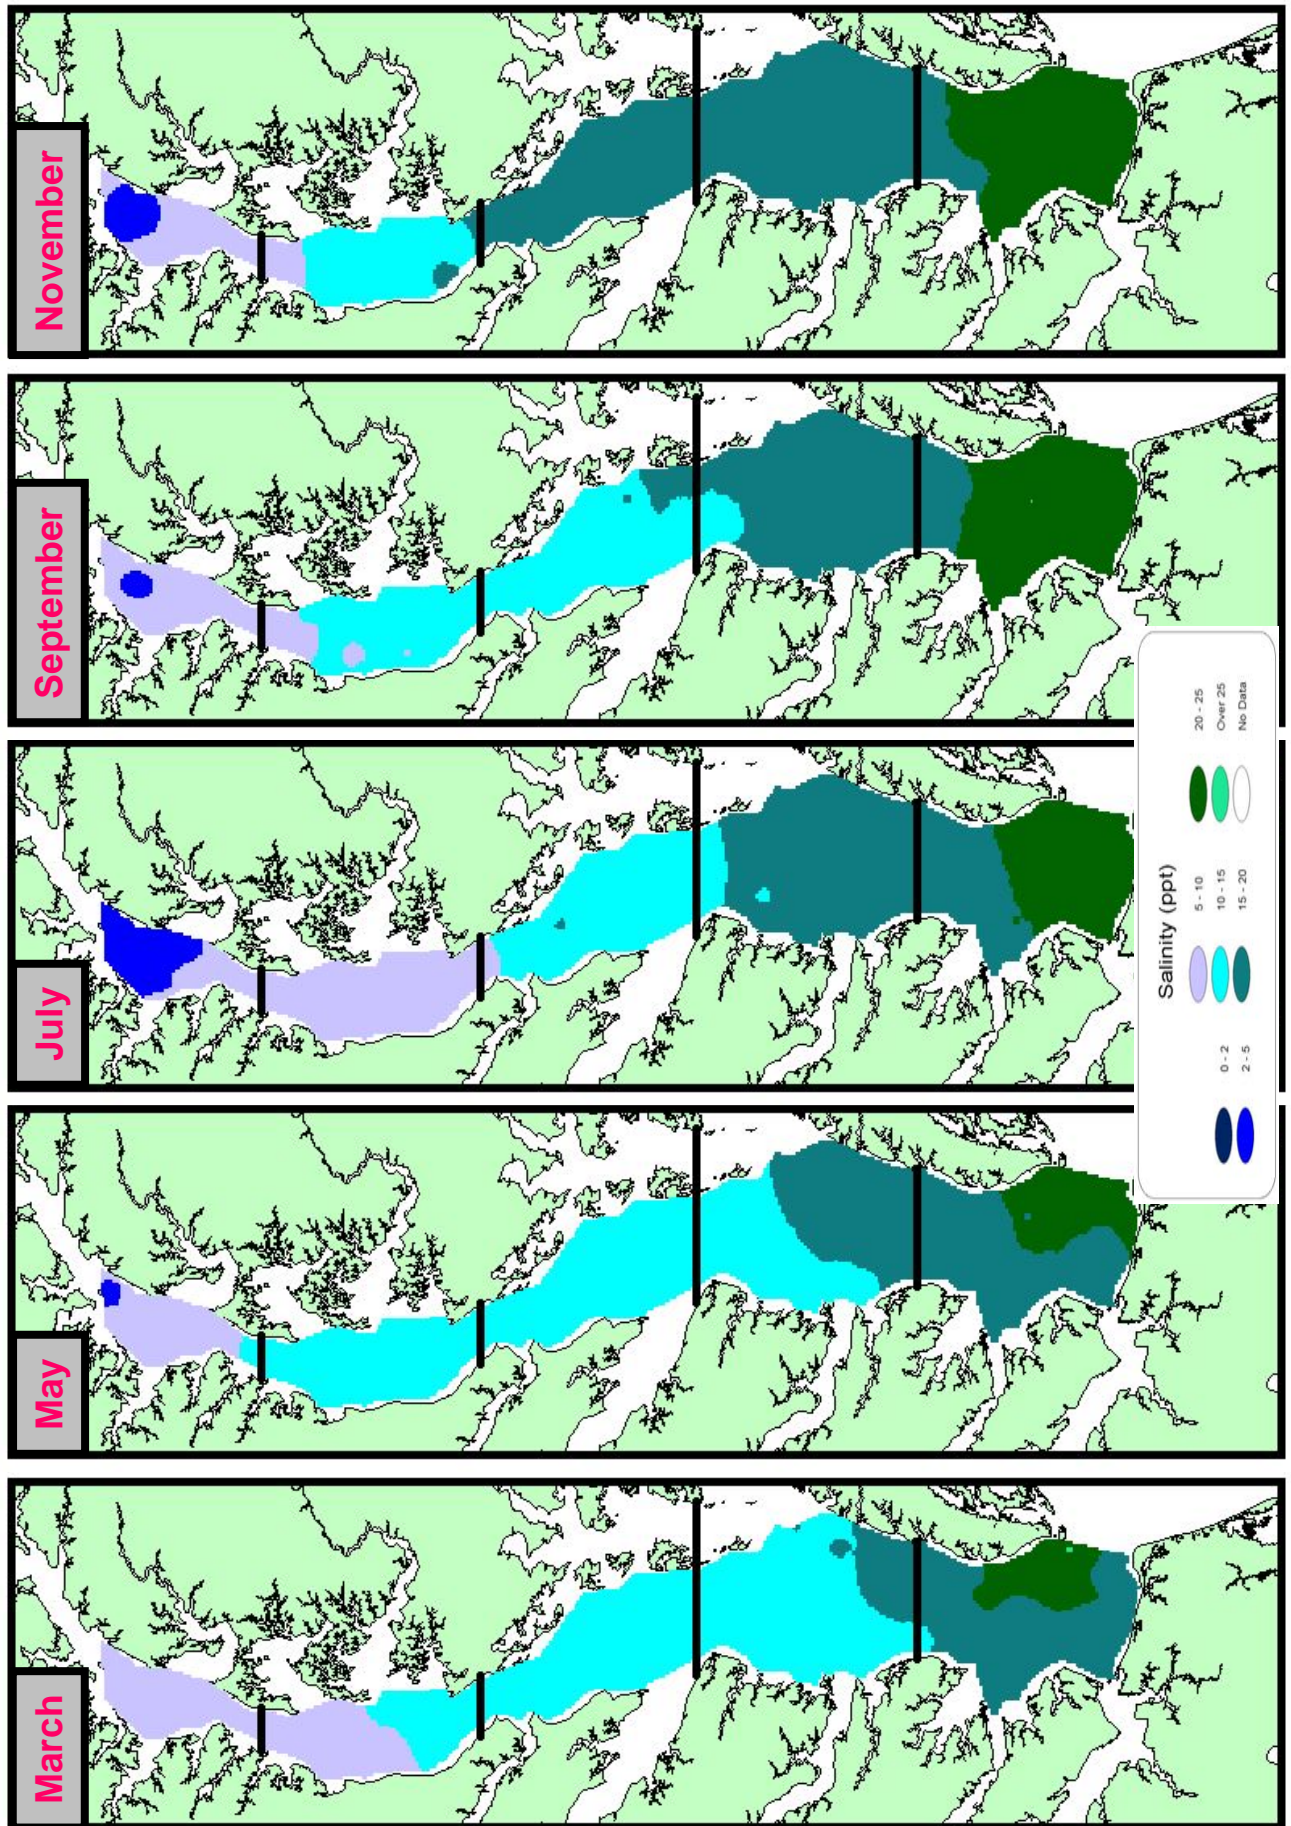 March
May
July
September
November
Salinity (ppt)
0 - 2
2 - 5
5 - 10
10 - 15
15 - 20
20 - 25
Over 25
No Data